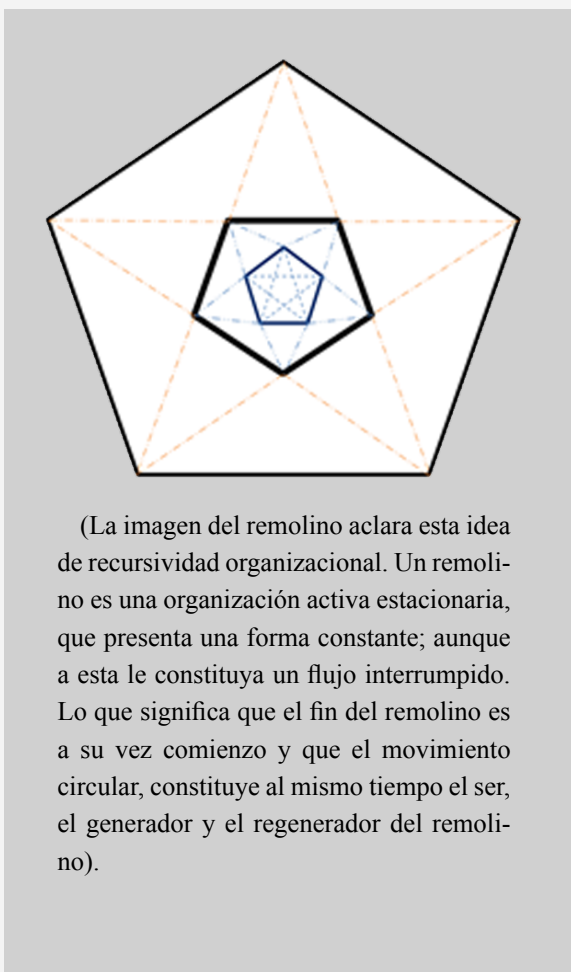 (La imagen del remolino aclara esta idea
de recursividad organizacional. Un remoli-
no es una organización activa estacionaria,
que presenta una forma constante; aunque
a esta le constituya un flujo interrumpido.
Lo que significa que el fin del remolino es
a su vez comienzo y que el movimiento
circular, constituye al mismo tiempo el ser,
el generador y el regenerador del remoli-
no).